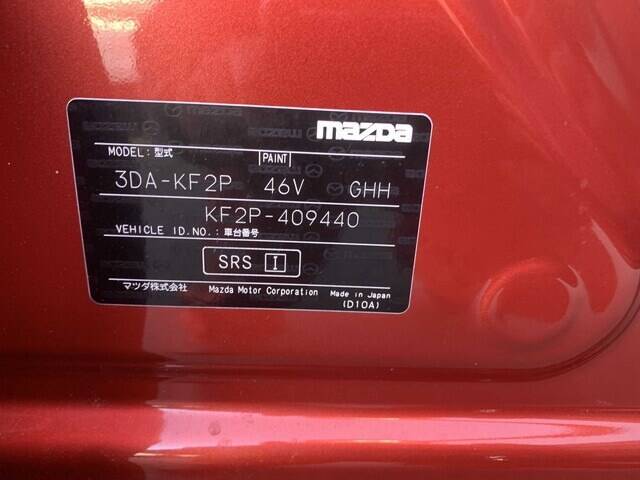 mazda
MODEL: 型式 PAINT
3DA-KF2P 46V GHH
KF2P-409440
VEHICLE ID.NO.: 車台番号
SRS I
マツダ株式会社 Mazda Motor Corporation Made in Japan
(D10A)